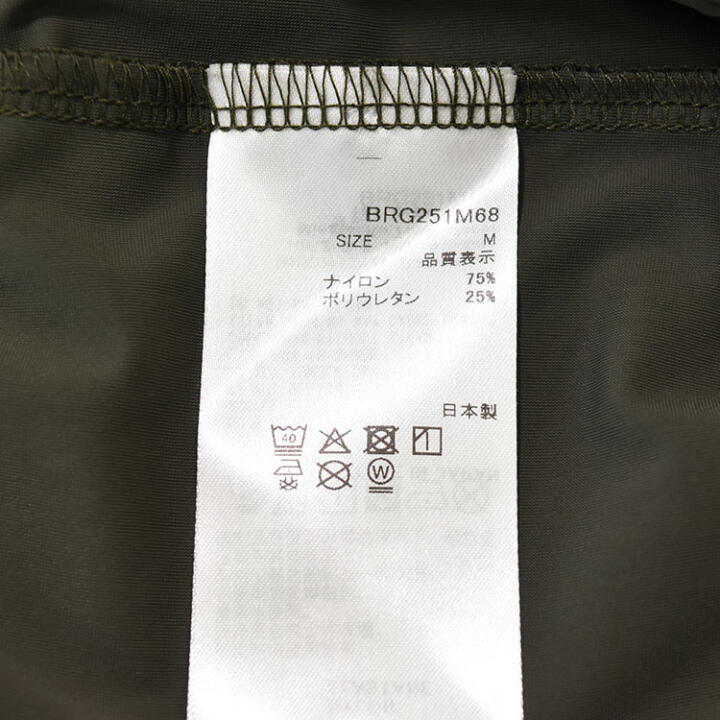 BRG251M68
SIZE M
品質表示
ナイロン 75%
ポリウレタン 25%
日本製
40
W